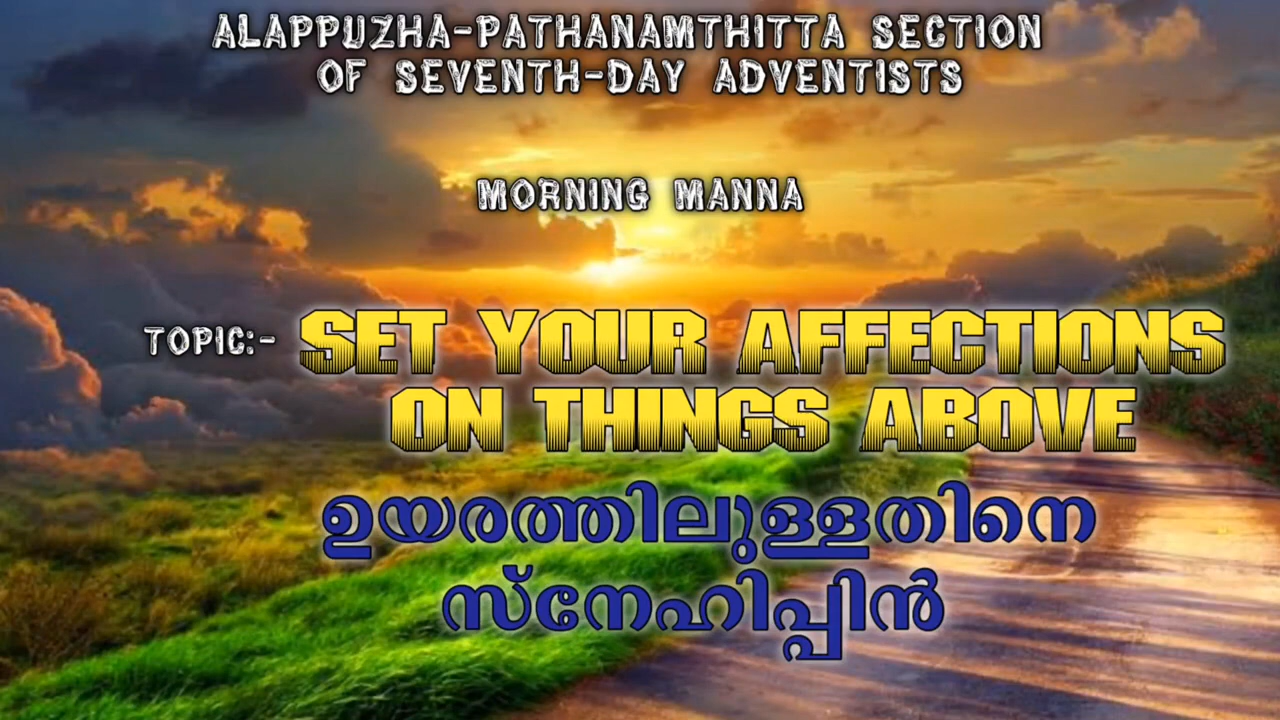 ALAPPUZHA-PATHANAMTHITTA SECTION
OF SEVENTH-DAY ADVENTISTS
MORNING MANNA
TOPIC:- SET YOUR AFFECTIONS
ON THINGS ABOVE
ഉയരത്തിലുള്ളതിനെ
സ്നേഹിപ്പിൻ